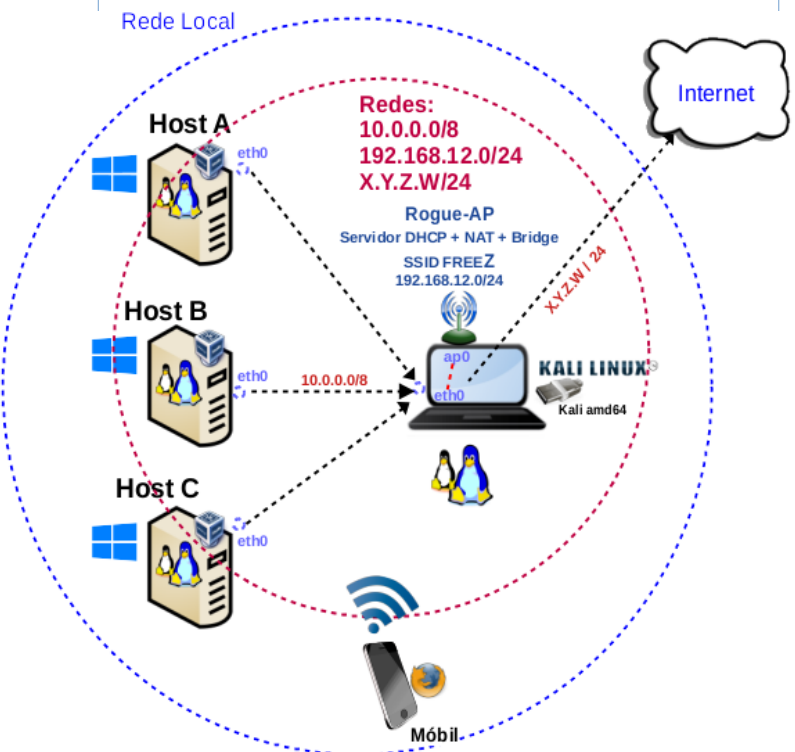 Rede Local
Internet
Host A
eth0
Redes:
10.0.0.0/8
192.168.12.0/24
X.Y.Z.W/24
Rogue-AP
Servidor DHCP + NAT + Bridge
SSID FREEZ
192.168.12.0/24
X.Y.Z.W / 24
Host B
eth0
10.0.0.0/8
ap0
eth0
KALI LINUX
Kali amd64
Host C
eth0
Móbil